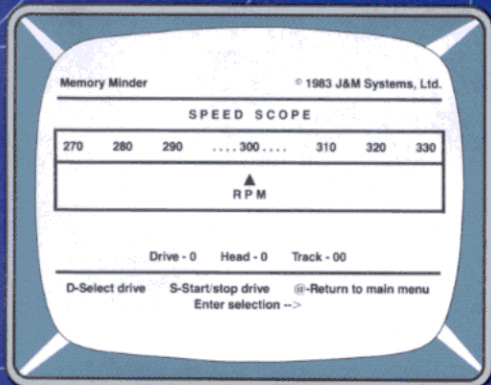 Memory Minder © 1983 J&M Systems, Ltd.
SPEED SCOPE
270 280 290 ....300.... 310 320 330
▲
RPM
Drive - 0 Head - 0 Track - 00
D-Select drive S-Start/stop drive @-Return to main menu
Enter selection -->